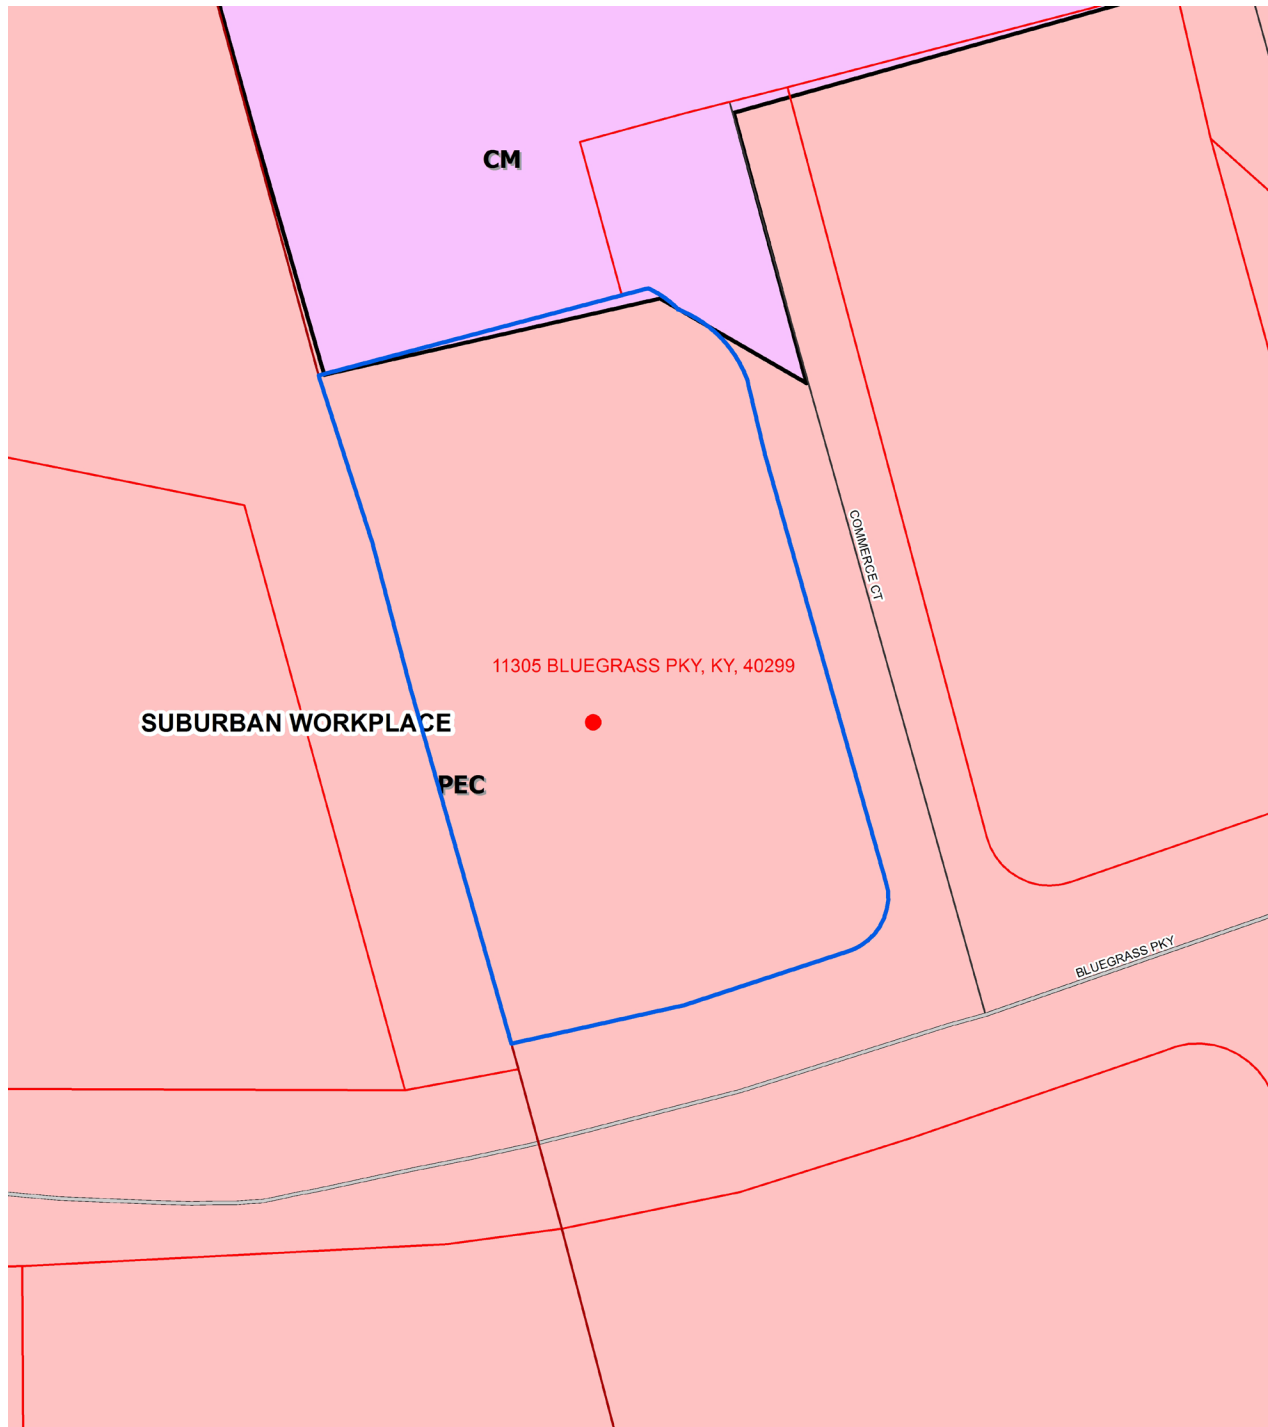 CM
COMMERCE CT
11305 BLUEGRASS PKY, KY, 40299
SUBURBAN WORKPLACE
PEC
BLUEGRASS PKY